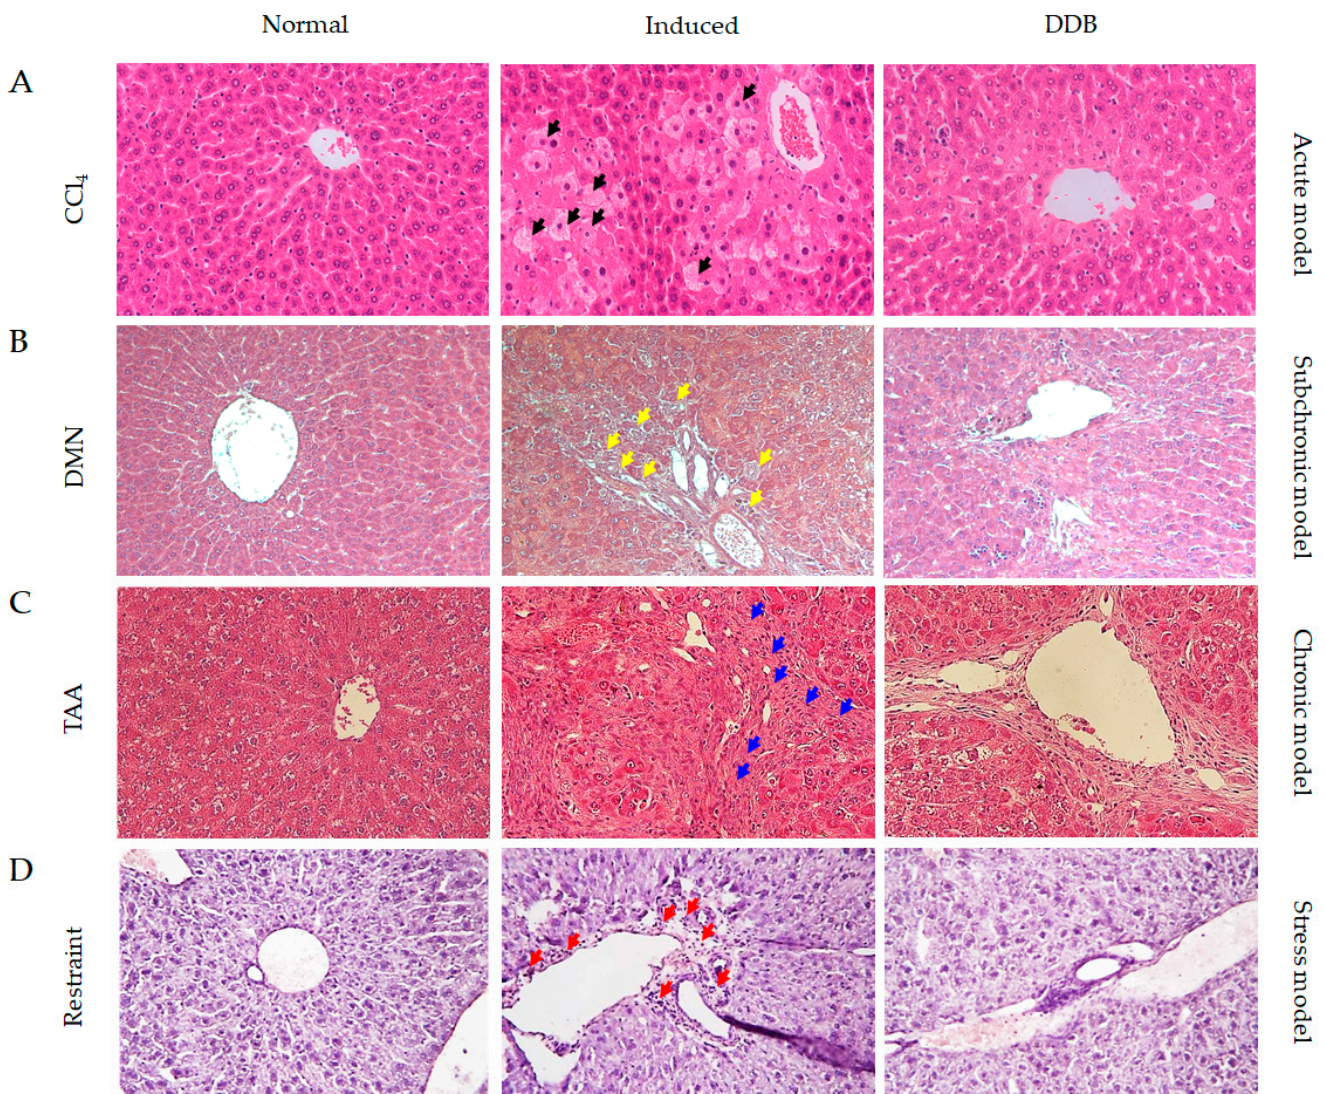 Normal
Induced
DDB
A
CCl₄
Acute model
B
DMN
Subchronic model
C
TAA
Chronic model
D
Restraint
Stress model